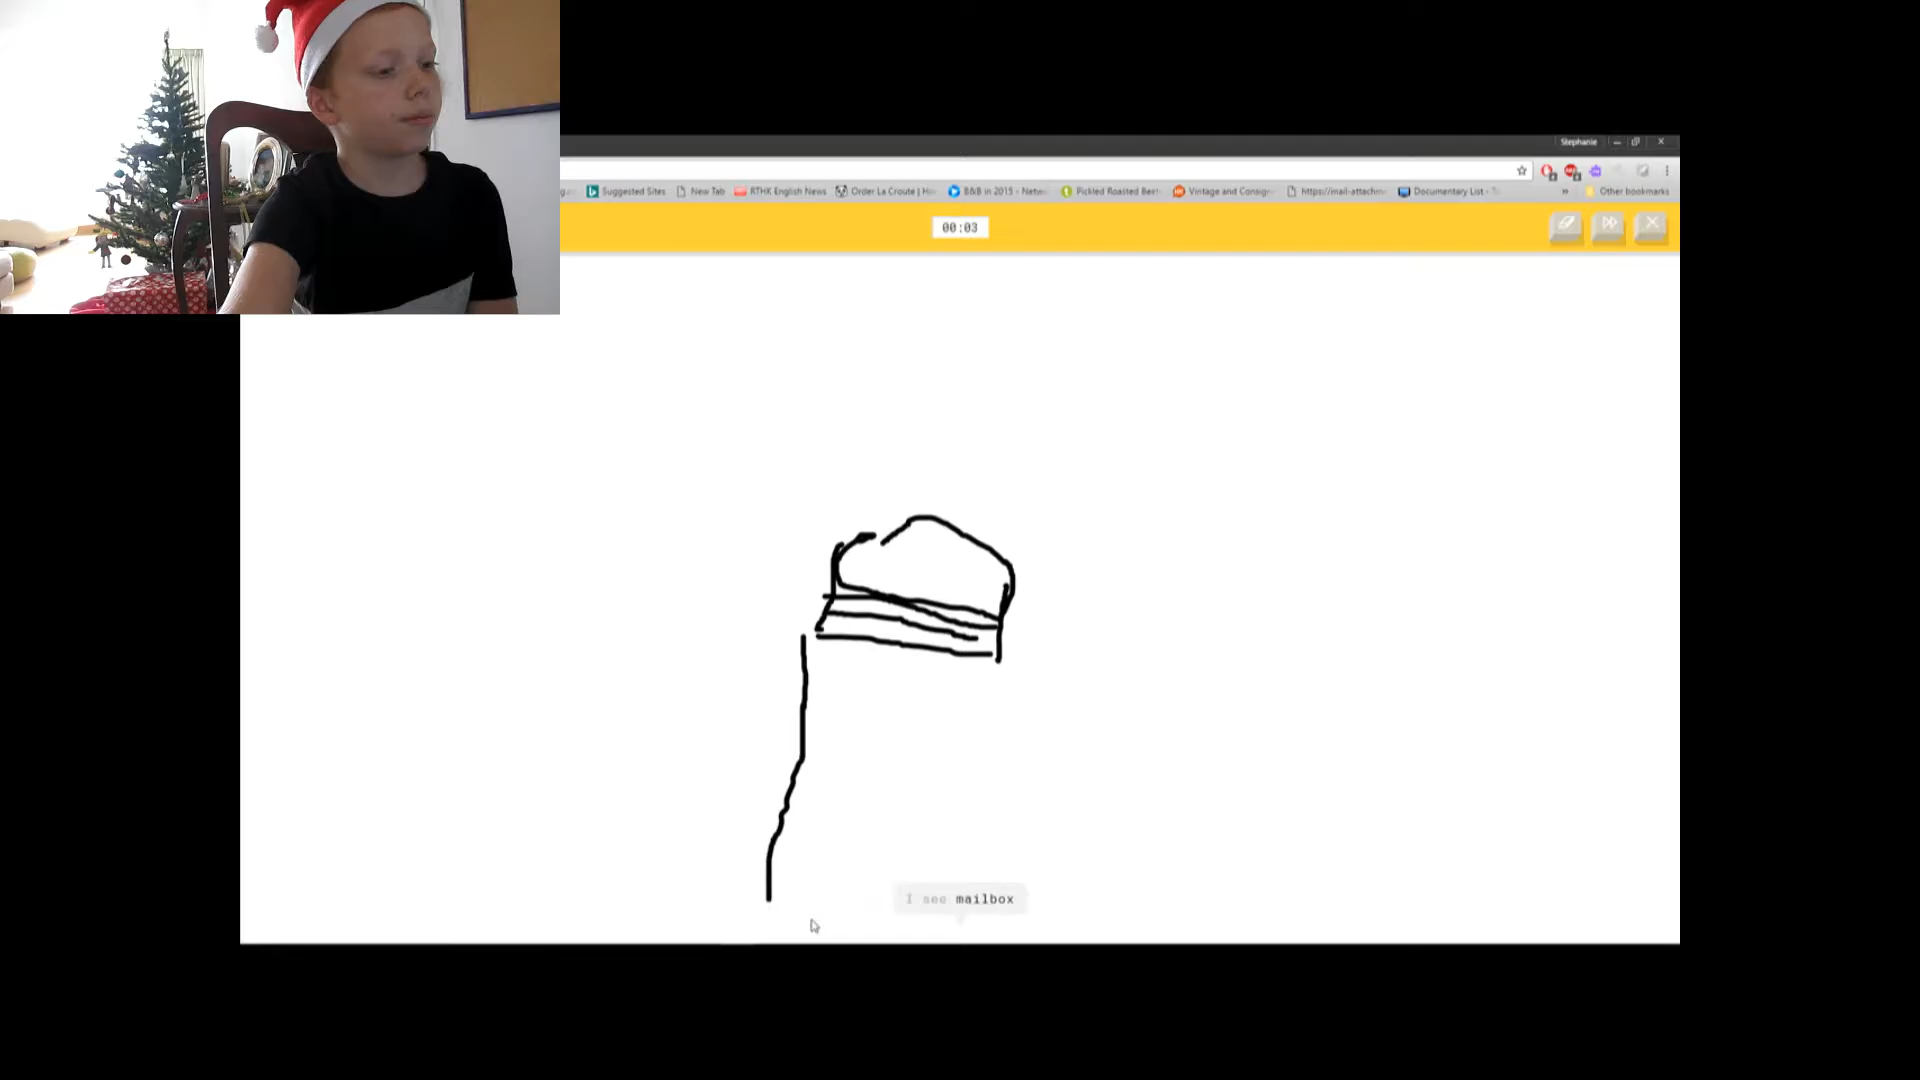 Stephanie
Suggested Sites New Tab RTHK English News Order La Croute | Ho B&B in 2015 - Netw Pickled Roasted Beet Vintage and Consign https://mail-attachm Documentary List - T » Other bookmarks
00:03
I see mailbox